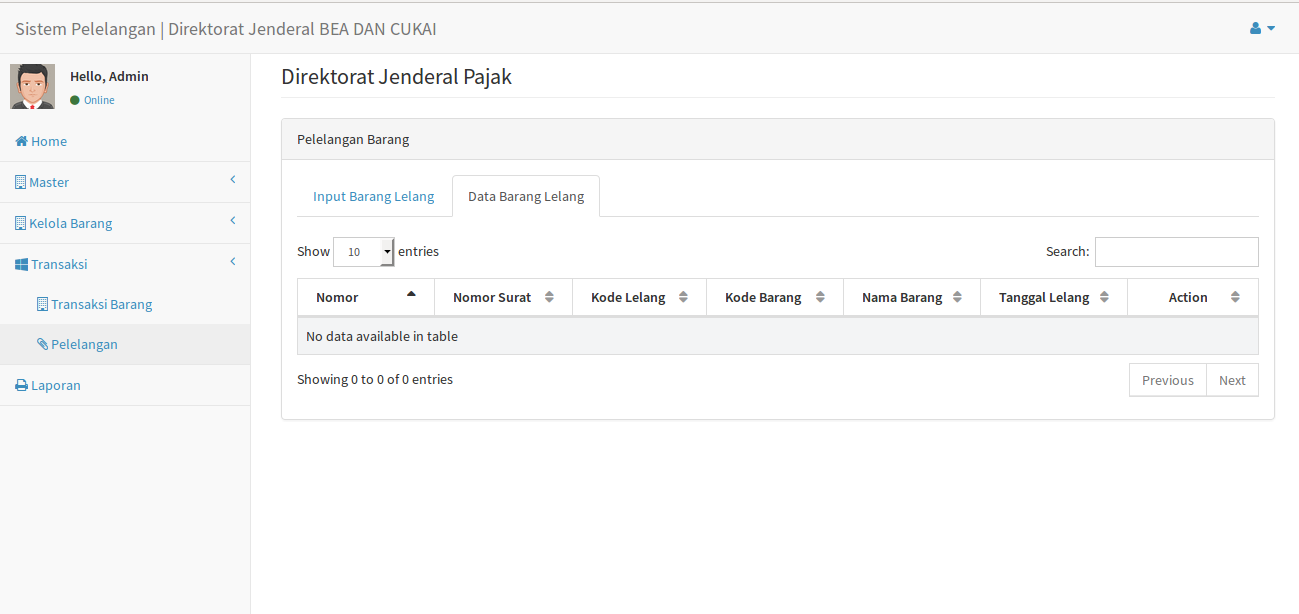 Sistem Pelelangan | Direktorat Jenderal BEA DAN CUKAI
Hello, Admin
Online
Home
Master
Kelola Barang
Transaksi
Transaksi Barang
Pelelangan
Laporan
Direktorat Jenderal Pajak
Pelelangan Barang
Input Barang Lelang Data Barang Lelang
Show 10 entries Search:
Nomor Nomor Surat Kode Lelang Kode Barang Nama Barang Tanggal Lelang Action
No data available in table
Showing 0 to 0 of 0 entries Previous Next